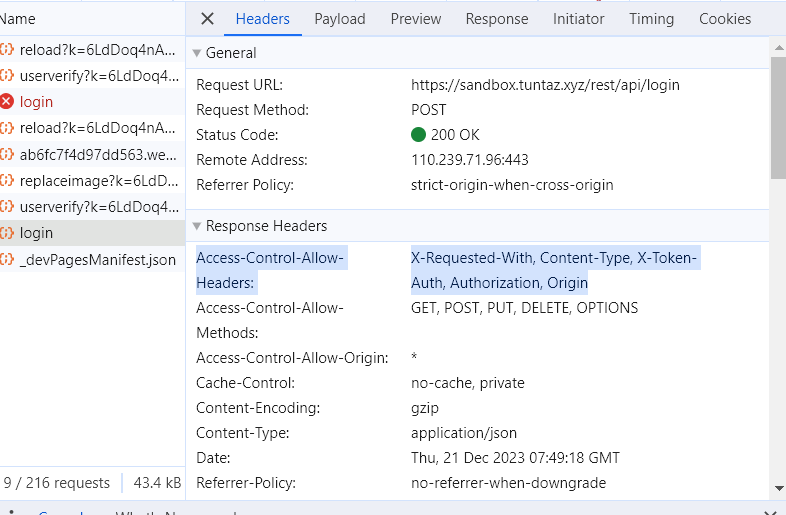 Name
Headers Payload Preview Response Initiator Timing Cookies
reload?k=6LdDoq4nA...
userverify?k=6LdDoq4...
login
reload?k=6LdDoq4nA...
ab6fc7f4d97dd563.we...
replaceimage?k=6LdD...
userverify?k=6LdDoq4...
login
_devPagesManifest.json
9 / 216 requests 43.4 kB
General
Request URL: https://sandbox.tuntaz.xyz/rest/api/login
Request Method: POST
Status Code: 200 OK
Remote Address: 110.239.71.96:443
Referrer Policy: strict-origin-when-cross-origin
Response Headers
Access-Control-Allow- X-Requested-With, Content-Type, X-Token-
Headers: Auth, Authorization, Origin
Access-Control-Allow- GET, POST, PUT, DELETE, OPTIONS
Methods:
Access-Control-Allow-Origin: *
Cache-Control: no-cache, private
Content-Encoding: gzip
Content-Type: application/json
Date: Thu, 21 Dec 2023 07:49:18 GMT
Referrer-Policy: no-referrer-when-downgrade